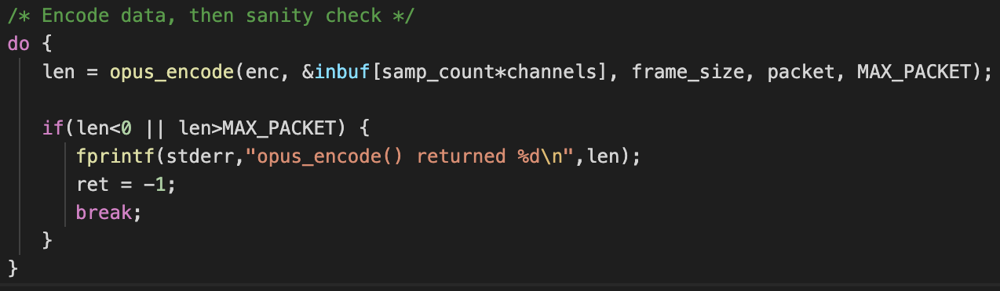 /* Encode data, then sanity check */
do {
    len = opus_encode(enc, &inbuf[samp_count*channels], frame_size, packet, MAX_PACKET);

    if(len<0 || len>MAX_PACKET) {
        fprintf(stderr,"opus_encode() returned %d\n",len);
        ret = -1;
        break;
    }
}